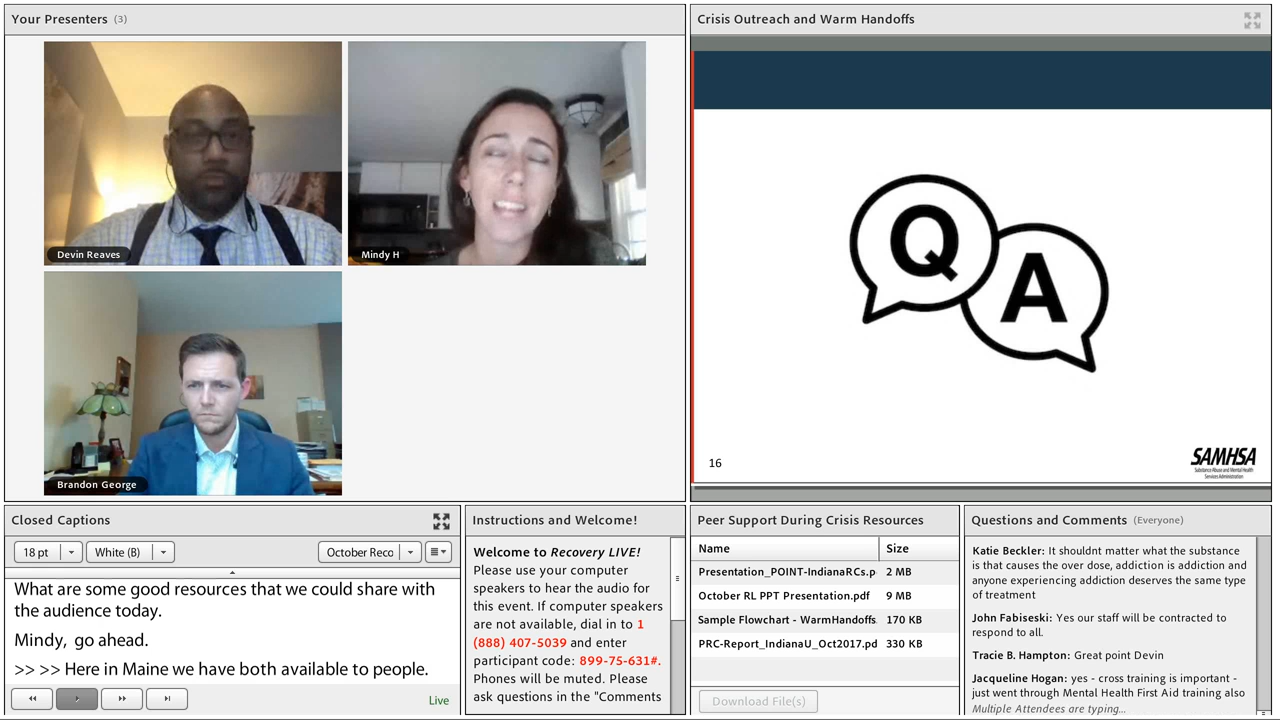 Your Presenters (3)
Devin Reaves
Mindy H
Brandon George
Crisis Outreach and Warm Handoffs
Q
A
16
SAMHSA
Substance Abuse and Mental Health
Services Administration
Closed Captions
18 pt
White (B)
October Reco
What are some good resources that we could share with
the audience today.
Mindy, go ahead.
>> >> Here in Maine we have both available to people.
Live
Instructions and Welcome!
Welcome to Recovery LIVE!
Please use your computer
speakers to hear the audio for
this event. If computer speakers
are not available, dial in to 1
(888) 407-5039 and enter
participant code: 899-75-631#.
Phones will be muted. Please
ask questions in the "Comments
Peer Support During Crisis Resources
Name Size
Presentation_POINT-IndianaRCs.p 2 MB
October RL PPT Presentation.pdf 9 MB
Sample Flowchart - WarmHandoffs. 170 KB
PRC-Report_IndianaU_Oct2017.pd 330 KB
Download File(s)
Questions and Comments (Everyone)
Katie Beckler: It shouldnt matter what the substance
is that causes the over dose, addiction is addiction and
anyone experiencing addiction deserves the same type
of treatment
John Fabiseski: Yes our staff will be contracted to
respond to all.
Tracie B. Hampton: Great point Devin
Jacqueline Hogan: yes - cross training is important -
just went through Mental Health First Aid training also
Multiple Attendees are typing...